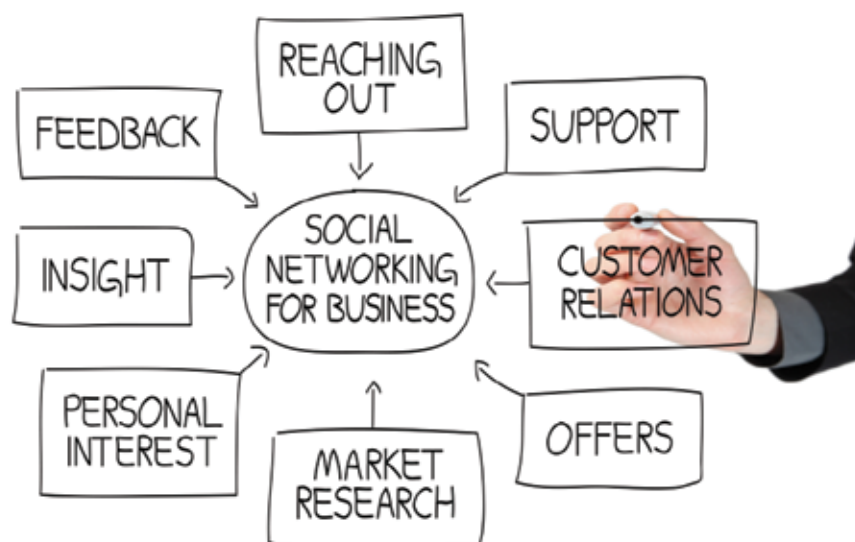 REACHING
OUT
FEEDBACK
SUPPORT
SOCIAL
NETWORKING
FOR BUSINESS
INSIGHT
CUSTOMER
RELATIONS
PERSONAL
INTEREST
OFFERS
MARKET
RESEARCH